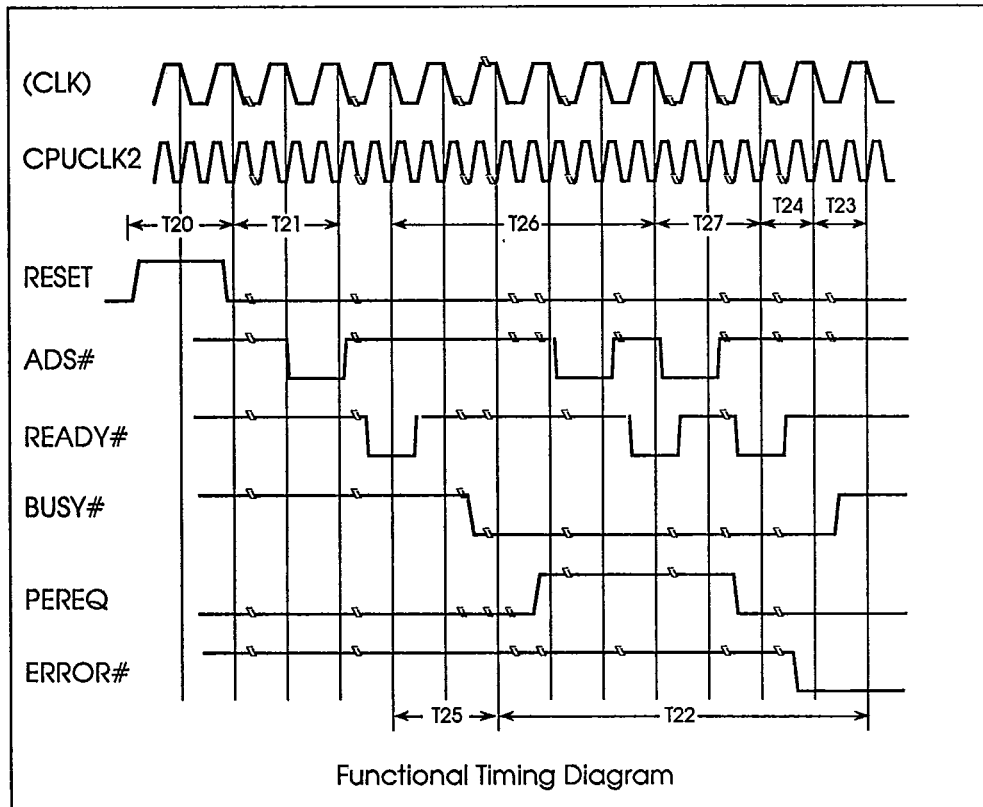 (CLK)
CPUCLK2
T20 T21 T26 T27 T24 T23
RESET
ADS#
READY#
BUSY#
PEREQ
ERROR#
T25 T22
Functional Timing Diagram